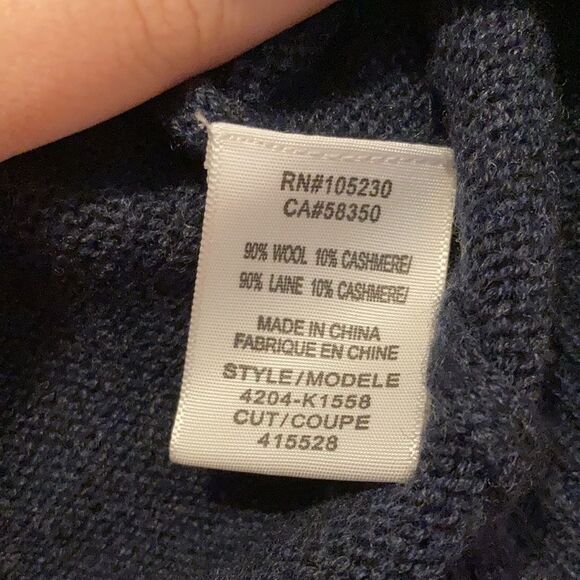 RN#105230
CA#58350
90% WOOL 10% CASHMERE/
90% LAINE 10% CASHMERE/
MADE IN CHINA
FABRIQUE EN CHINE
STYLE/MODELE
4204-K1558
CUT/COUPE
415528